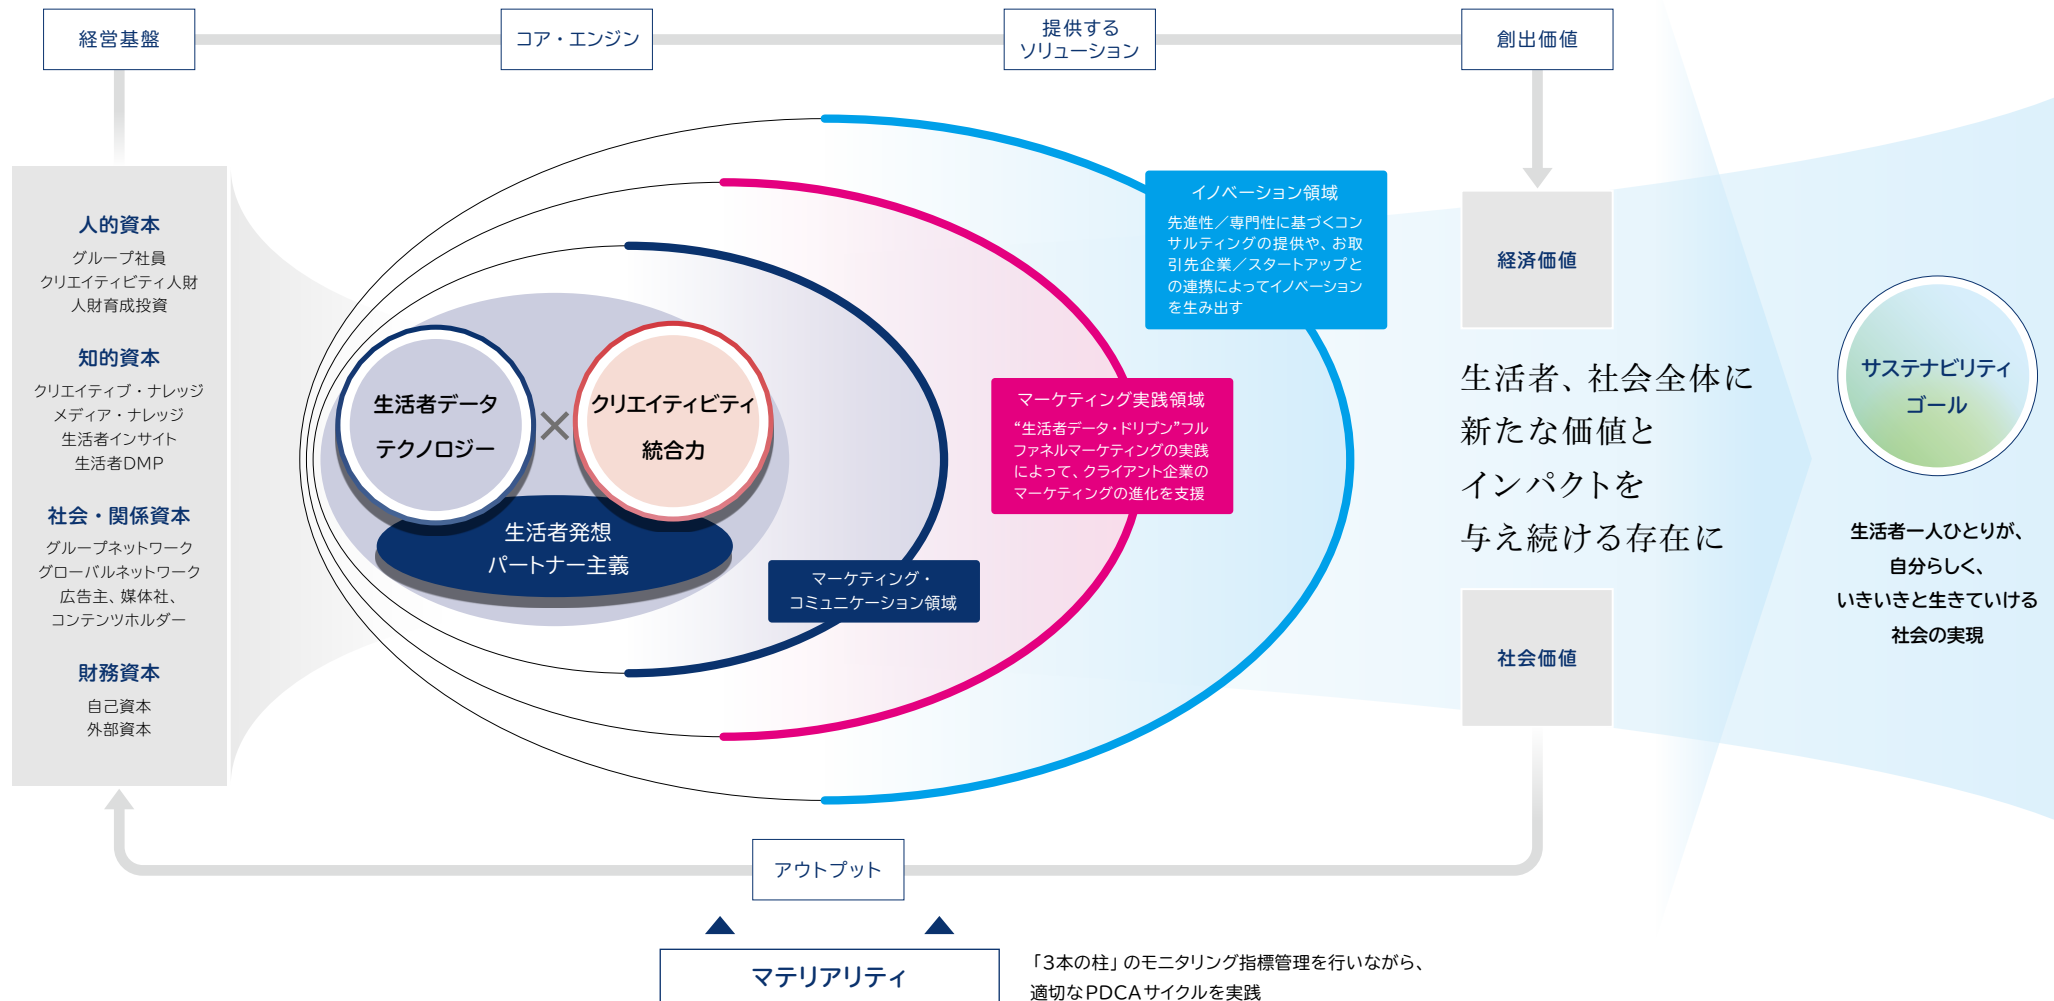 経営基盤
コア・エンジン
提供する
ソリューション
創出価値
人的資本
グループ社員
クリエイティビティ人財
人財育成投資
知的資本
クリエイティブ・ナレッジ
メディア・ナレッジ
生活者インサイト
生活者DMP
社会・関係資本
グループネットワーク
グローバルネットワーク
広告主、媒体社、
コンテンツホルダー
財務資本
自己資本
外部資本
生活者データ
テクノロジー
×
クリエイティビティ
統合力
生活者発想
パートナー主義
マーケティング・
コミュニケーション領域
マーケティング実践領域
“生活者データ・ドリブン”フル
ファネルマーケティングの実践
によって、クライアント企業の
マーケティングの進化を支援
イノベーション領域
先進性／専門性に基づくコン
サルティングの提供や、お取
引先企業／スタートアップと
の連携によってイノベーション
を生み出す
経済価値
生活者、社会全体に
新たな価値と
インパクトを
与え続ける存在に
社会価値
サステナビリティ
ゴール
生活者一人ひとりが、
自分らしく、
いきいきと生きていける
社会の実現
アウトプット
マテリアリティ
「3本の柱」のモニタリング指標管理を行いながら、
適切なPDCAサイクルを実践